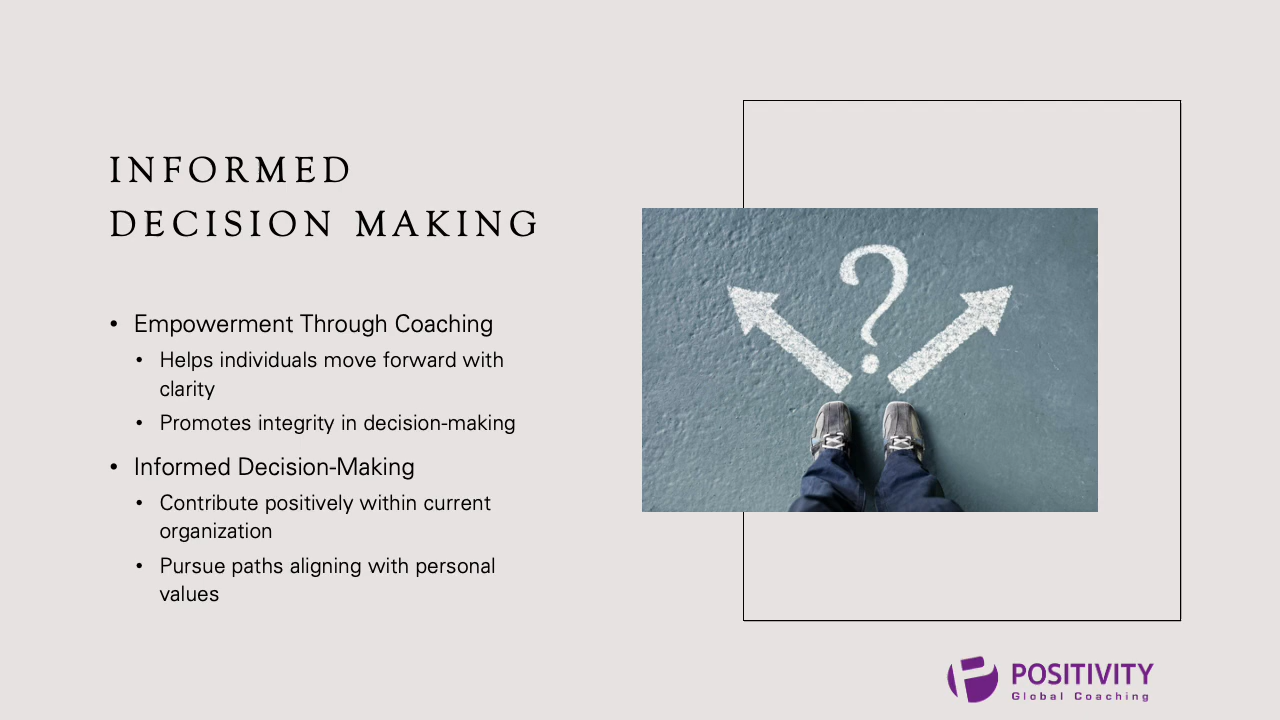 INFORMED
DECISION MAKING
• Empowerment Through Coaching
• Helps individuals move forward with
clarity
• Promotes integrity in decision-making
• Informed Decision-Making
• Contribute positively within current
organization
• Pursue paths aligning with personal
values
?
POSITIVITY
Global Coaching